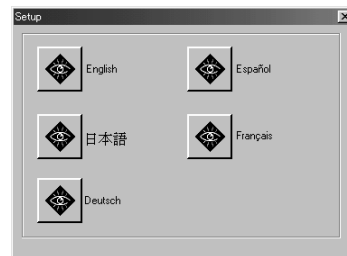 Setup
English
Español
日本語
Français
Deutsch